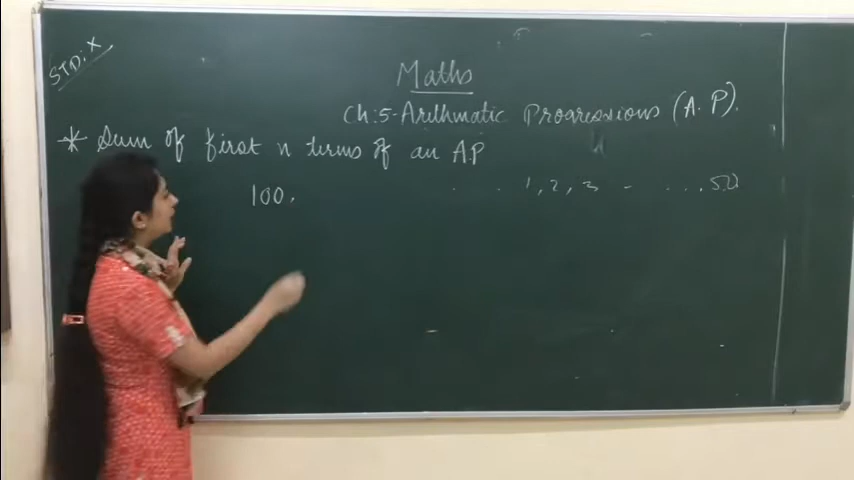 STD: X
Maths
Ch:5-Arithmatic Progressions (A.P).
* Sum of first n terms of an A.P
100, . . 1, 2, 3 - . . . , 50